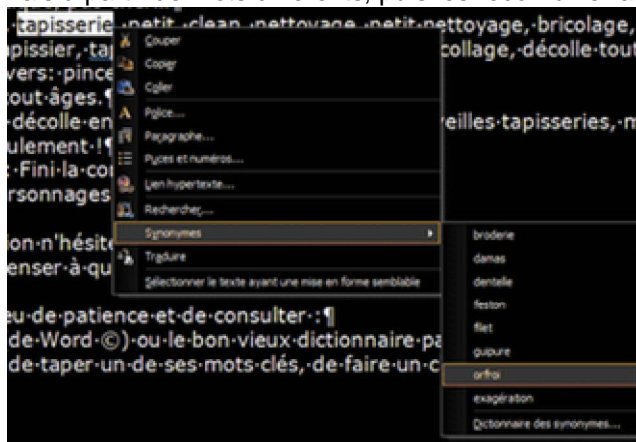 tapisserie petit clean nettoyage petit nettoyage, bricolage,
apissier, collage, décolle tout
vers: pince
out âges.¶
décolle en eilles tapisseries, m
ulement !¶
Fini la
rsonnages
ion n'hésite
enser à qu
eu de patience et de consulter :¶
de Word ©) ou le bon vieux dictionnaire pa
de taper un de ses mots clés, de faire un c
Couper
Copier
Coller
Police...
Paragraphe...
Puces et numéros...
Lien hypertexte...
Rechercher...
Synonymes
Traduire
Sélectionner le texte ayant une mise en forme semblable
broderie
damas
dentelle
feston
filet
guipure
orfroi
exagération
Dictionnaire des synonymes...